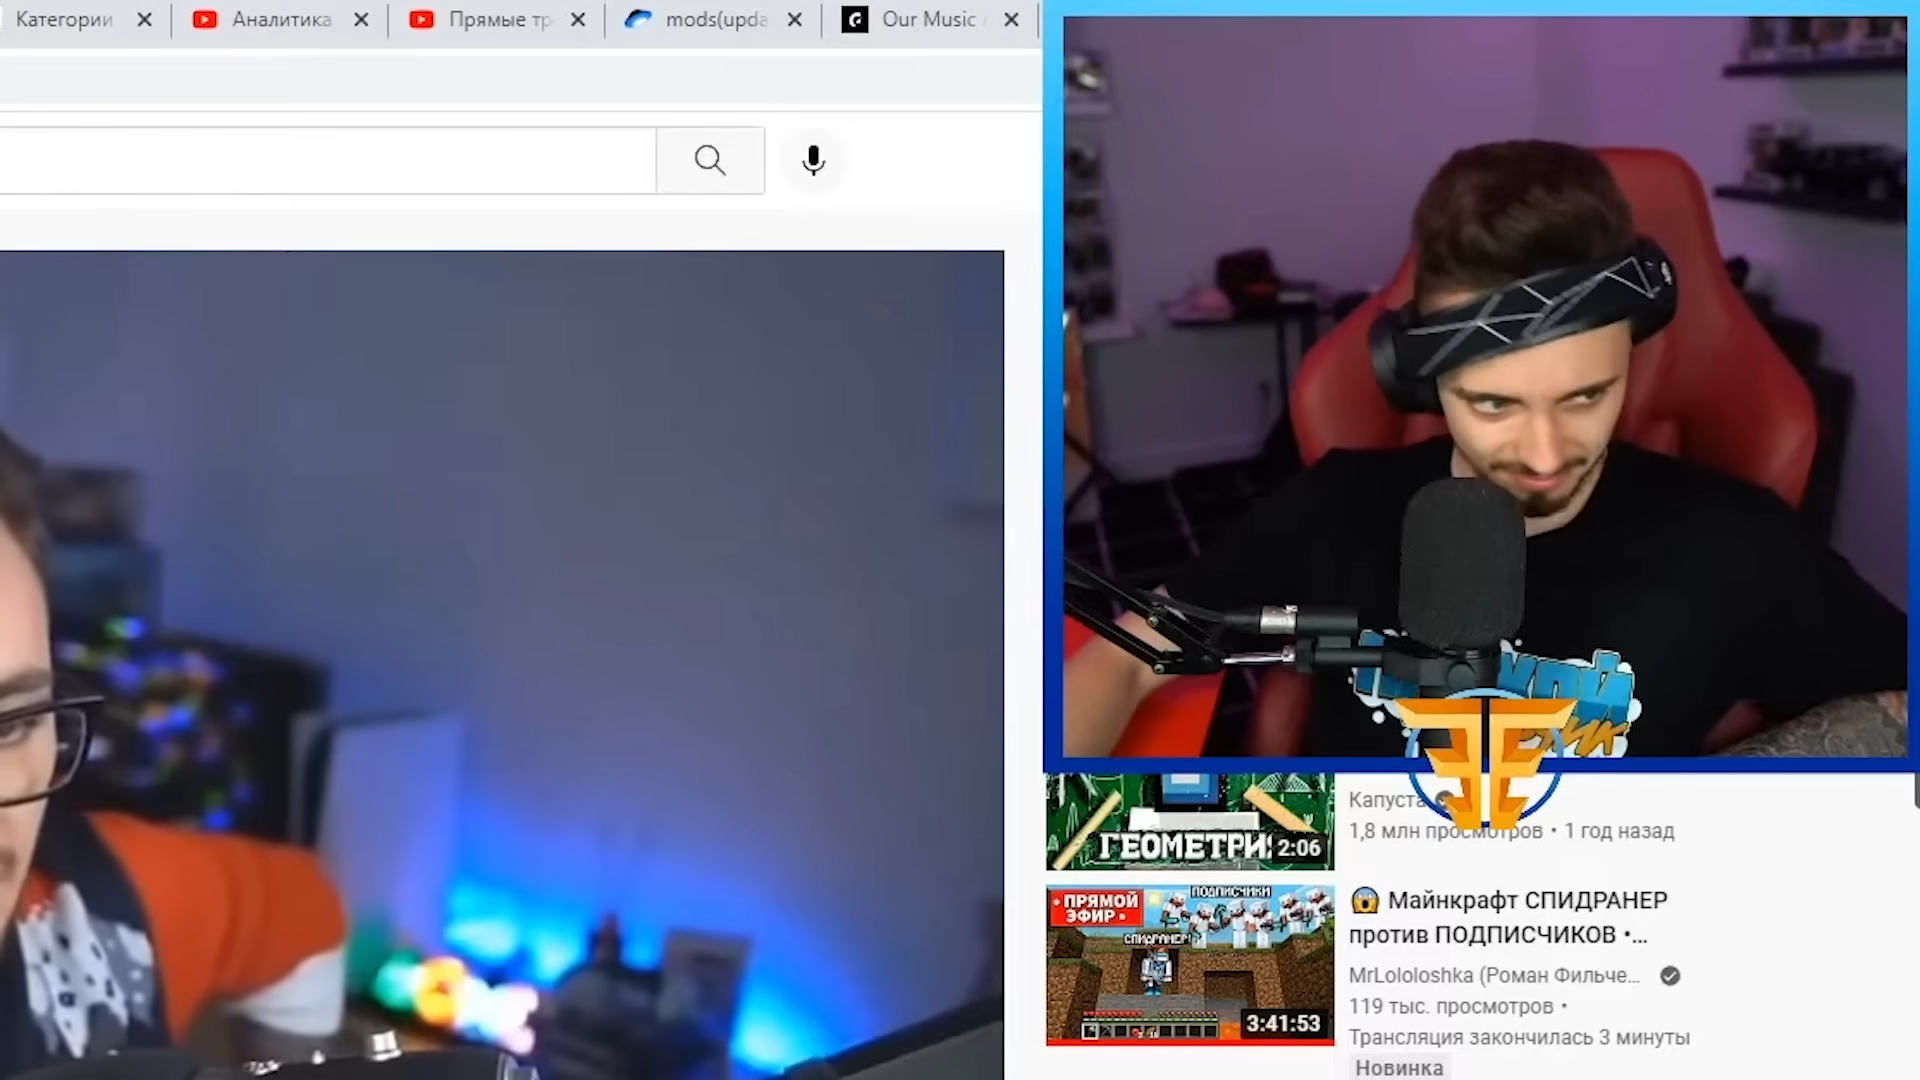 Категории
Аналитика
Прямые тр
mods(upda
Our Music
ГЕОМЕТРИ
2:06
Капуста
1,8 млн просмотров • 1 год назад
• ПРЯМОЙ
ЭФИР •
ПОДПИСЧИКИ
СПИДРАНЕР
3:41:53
😱 Майнкрафт СПИДРАНЕР
против ПОДПИСЧИКОВ •...
MrLololoshka (Роман Фильче...
119 тыс. просмотров •
Трансляция закончилась 3 минуты
Новинка